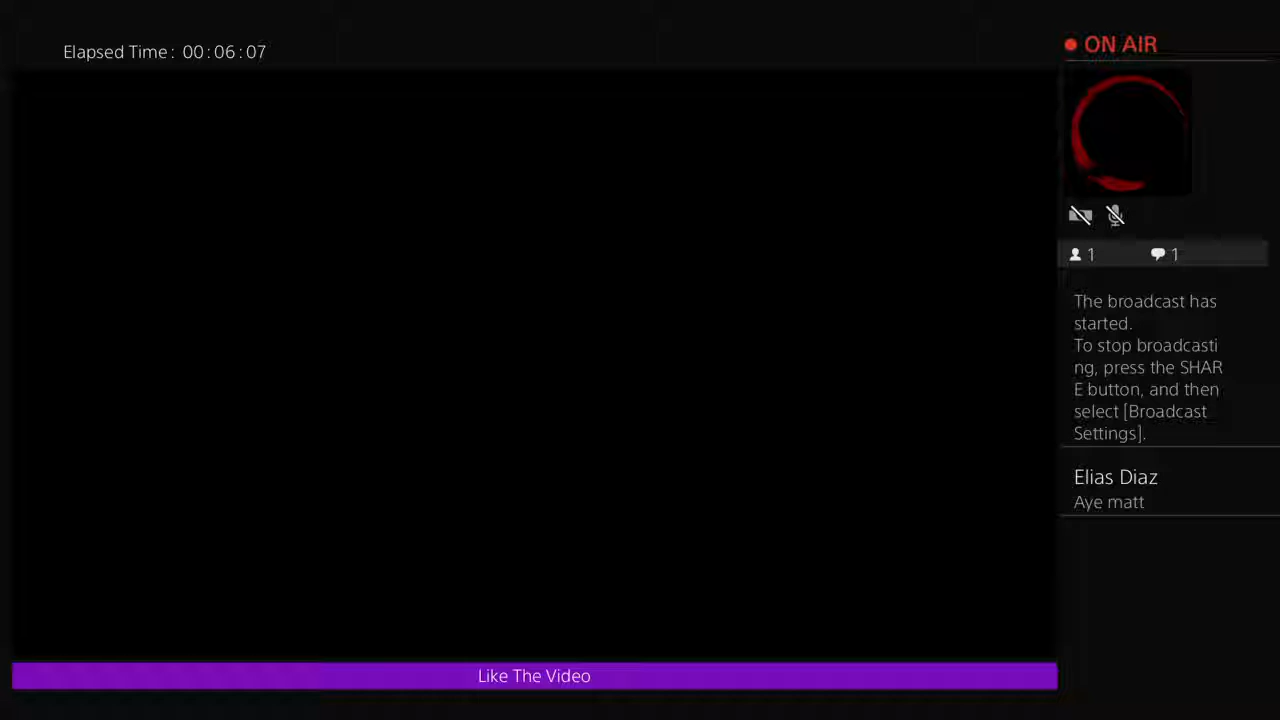 Elapsed Time: 00:06:07
ON AIR
1 1
The broadcast has
started.
To stop broadcasti
ng, press the SHAR
E button, and then
select [Broadcast
Settings].
Elias Diaz
Aye matt
Like The Video